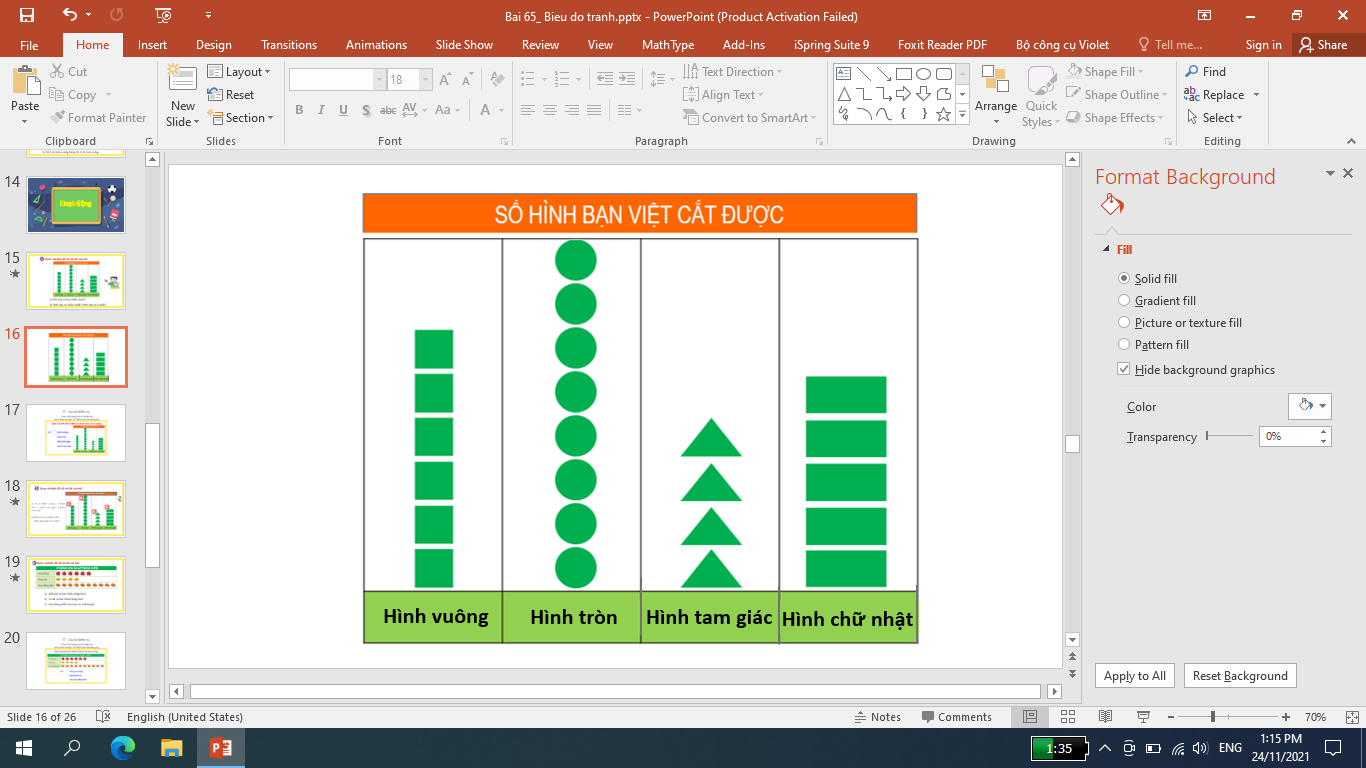 Bai 65_ Bieu do tranh.pptx - PowerPoint (Product Activation Failed)
File Home Insert Design Transitions Animations Slide Show Review View MathType Add-Ins iSpring Suite 9 Foxit Reader PDF Bộ công cụ Violet Tell me... Sign in Share
Paste
Cut
Copy
Format Painter
Clipboard
New Slide
Layout
Reset
Section
Slides
18
B I U S abc AV Aa A
Font
Text Direction
Align Text
Convert to SmartArt
Paragraph
Arrange
Quick Styles
Shape Fill
Shape Outline
Shape Effects
Drawing
Find
Replace
Select
Editing
14
15
16
17
18
19
20
SỐ HÌNH BẠN VIỆT CẮT ĐƯỢC
Hình vuông Hình tròn Hình tam giác Hình chữ nhật
Format Background
Fill
Solid fill
Gradient fill
Picture or texture fill
Pattern fill
Hide background graphics
Color
Transparency 0%
Apply to All Reset Background
Slide 16 of 26 English (United States) Notes Comments 70%
1:35 ENG 1:15 PM
24/11/2021